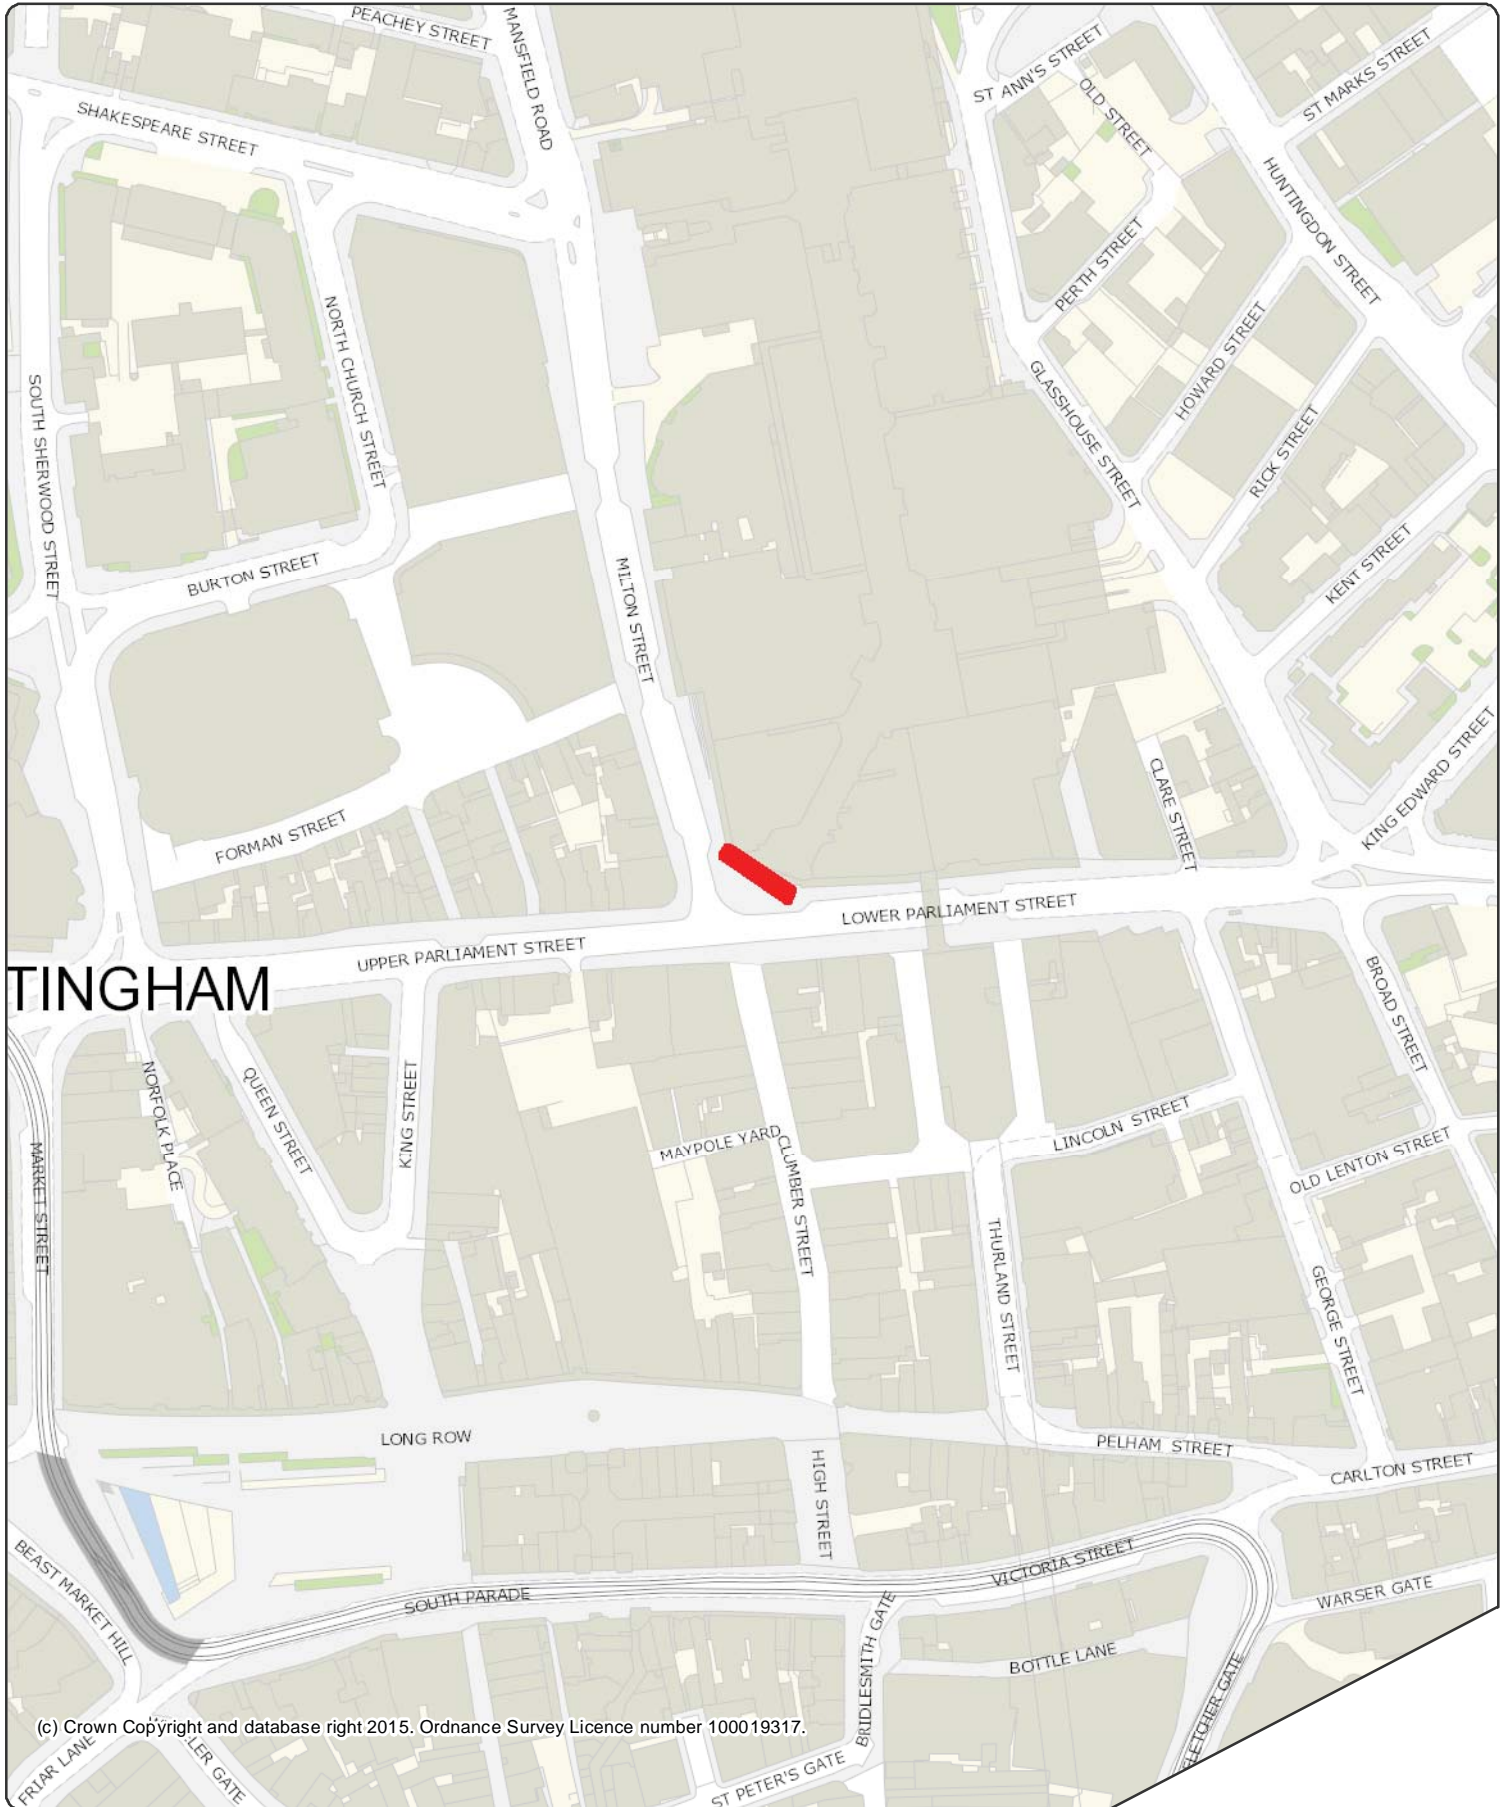 PEACHEY STREET
MANSFIELD ROAD
SHAKESPEARE STREET
ST ANN'S STREET
OLD STREET
ST MARKS STREET
HUNTINGDON STREET
PERTH STREET
NORTH CHURCH STREET
SOUTH SHERWOOD STREET
GLASSHOUSE STREET
HOWARD STREET
RICK STREET
KENT STREET
BURTON STREET
MILTON STREET
CLARE STREET
KING EDWARD STREET
FORMAN STREET
LOWER PARLIAMENT STREET
UPPER PARLIAMENT STREET
TINGHAM
BROAD STREET
NORFOLK PLACE
QUEEN STREET
KING STREET
MARKET STREET
MAYPOLE YARD
CLUMBER STREET
LINCOLN STREET
OLD LENTON STREET
THURLAND STREET
GEORGE STREET
LONG ROW
HIGH STREET
PELHAM STREET
CARLTON STREET
BEAST MARKET HILL
SOUTH PARADE
VICTORIA STREET
WARSER GATE
BRIDLESMITH GATE
BOTTLE LANE
FLETCHER GATE
(c) Crown Copyright and database right 2015. Ordnance Survey Licence number 100019317.
FRIAR LANE
LER GATE
ST PETER'S GATE